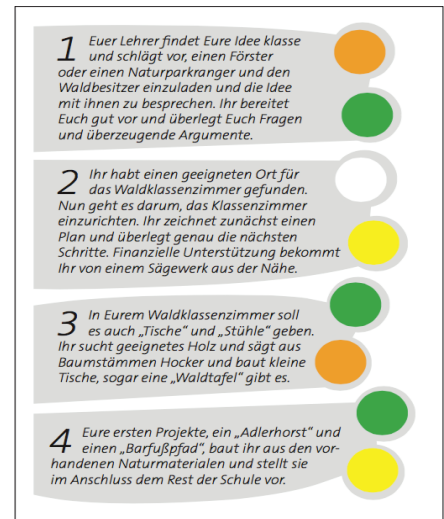 1 Euer Lehrer findet Eure Idee klasse
und schlägt vor, einen Förster
oder einen Naturparkranger und den
Waldbesitzer einzuladen und die Idee
mit ihnen zu besprechen. Ihr bereitet
Euch gut vor und überlegt Euch Fragen
und überzeugende Argumente.
2 Ihr habt einen geeigneten Ort für
das Waldklassenzimmer gefunden.
Nun geht es darum, das Klassenzimmer
einzurichten. Ihr zeichnet zunächst einen
Plan und überlegt genau die nächsten
Schritte. Finanzielle Unterstützung bekommt
Ihr von einem Sägewerk aus der Nähe.
3 In Eurem Waldklassenzimmer soll
es auch „Tische“ und „Stühle“ geben.
Ihr sucht geeignetes Holz und sägt aus
Baumstämmen Hocker und baut kleine
Tische, sogar eine „Waldtafel“ gibt es.
4 Eure ersten Projekte, ein „Adlerhorst“ und
einen „Barfußpfad“, baut ihr aus den vor-
handenen Naturmaterialen und stellt sie
im Anschluss dem Rest der Schule vor.